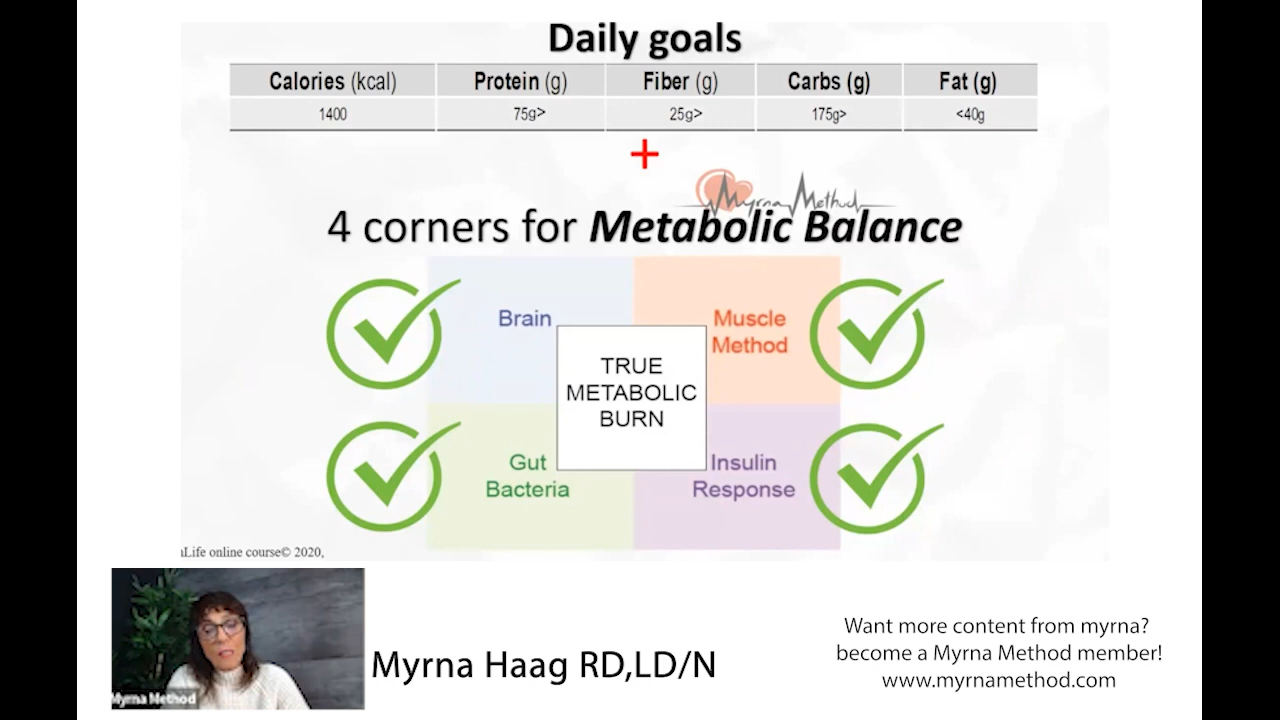 Daily goals
Calories (kcal) Protein (g) Fiber (g) Carbs (g) Fat (g)
1400 75g> 25g> 175g> <40g
+
Myrna Method
4 corners for Metabolic Balance
Brain
Muscle
Method
TRUE
METABOLIC
BURN
Gut
Bacteria
Insulin
Response
Life online course© 2020,
Myrna Method
Myrna Haag RD,LD/N
Want more content from myrna?
become a Myrna Method member!
www.myrnamethod.com